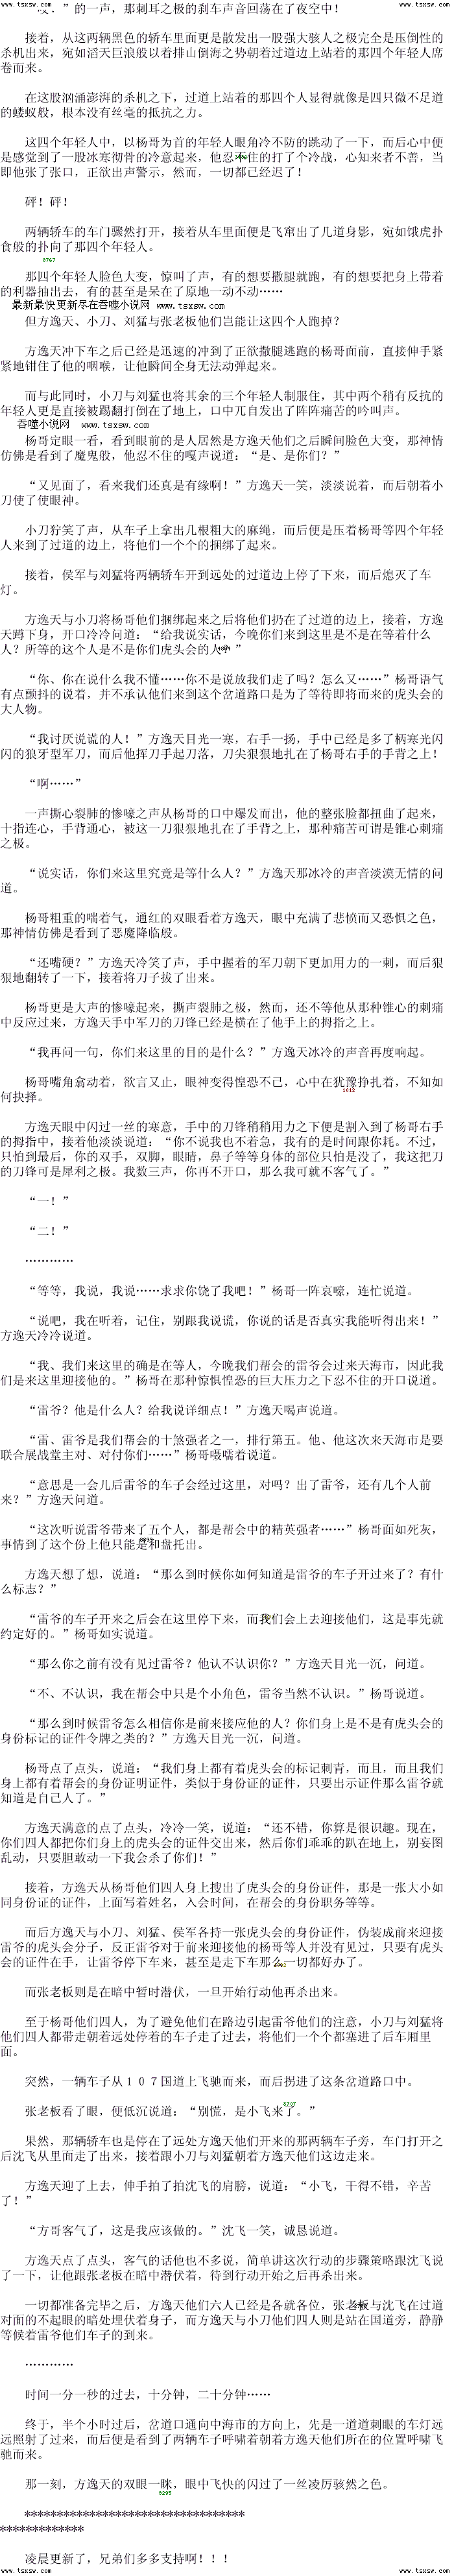 www.tsxsw.com www.tsxsw.com
”的一声，那刺耳之极的刹车声音回荡在了夜空中！
接着，从这两辆黑色的轿车里面更是散发出一股强大骇人之极完全是压倒性的
杀机出来，宛如滔天巨浪般以着排山倒海之势朝着过道边上站着的那四个年轻人席
卷而来。
在这股汹涌澎湃的杀机之下，过道上站着的那四个人显得就像是四只微不足道
的蝼蚁般，根本没有丝毫的抵抗之力。
这四个年轻人中，以杨哥为首的年轻人眼角冷不防的跳动了一下，而后心中便
是感觉到了一股冰寒彻骨的冷意起来，他忍不住的打了个冷战，心知来者不善，当
即他张了张口，正欲出声警示，然而，一切都已经迟了！
砰！砰！
两辆轿车的车门骤然打开，接着从车里面便是飞窜出了几道身影，宛如饿虎扑
食般的扑向了那四个年轻人。
9767
那四个年轻人脸色大变，惊叫了声，有的想要撒腿就跑，有的想要把身上带着
的利器抽出去，有的甚至是呆在了原地一动不动……
最新最快更新尽在吞噬小说网 www.tsxsw.com
但方逸天、小刀、刘猛与张老板他们岂能让这四个人跑掉？
方逸天冲下车之后已经是迅速的冲到了正欲撒腿逃跑的杨哥面前，直接伸手紧
紧地钳住了他的咽喉，让他瞬间全身无法动弹起来。
而与此同时，小刀与刘猛也将其余的三个年轻人制服住，其中两个稍有反抗的
年轻人更是直接被踢翻打倒在了地上，口中兀自发出了阵阵痛苦的吟叫声。
吞噬小说网 www.tsxsw.com
杨哥定眼一看，看到眼前的是人居然是方逸天他们之后瞬间脸色大变，那神情
仿佛是看到了魔鬼般，他忍不住的嘎声说道：“是、是你们？”
“又见面了，看来我们还真是有缘啊！”方逸天一笑，淡淡说着，而后朝着小
刀使了使眼神。
小刀狞笑了声，从车子上拿出几根粗大的麻绳，而后便是压着杨哥等四个年轻
人来到了过道的边上，将他们一个个的捆绑了起来。
接着，侯军与刘猛将两辆轿车开到远处的过道边上停了下来，而后熄灭了车
灯。
方逸天与小刀将杨哥他们捆绑起来之后将他们扔在了过道的边上，接着，方逸
天蹲下身，开口冷冷问道：“给我说实话，今晚你们来到这里是不是在等着什么
人？所等的这个人是不是你们虎头会的人？”
“你、你在说什么我不懂……你不是说放我们走了吗？怎么又……”杨哥语气
有点颤抖的说着，并不承认他们来到这个岔道路口是为了等待即将而来的虎头会的
大人物。
“我讨厌说谎的人！”方逸天目光一寒，右手一扬，手中已经是多了柄寒光闪
闪的狼牙型军刀，而后他挥刀手起刀落，刀尖狠狠地扎在了杨哥右手的手背之上！
“啊……”
一声撕心裂肺的惨嚎之声从杨哥的口中爆发而出，他的整张脸都扭曲了起来，
十指连心，手背通心，被这一刀狠狠地扎在了手背之上，那种痛苦可谓是锥心刺痛
之极。
“说实话，你们来这里究竟是等什么人？”方逸天那冰冷的声音淡漠无情的问
道。
杨哥粗重的喘着气，通红的双眼看着方逸天，眼中充满了悲愤而又恐惧之色，
那神情仿佛是看到了恶魔降临般。
“还嘴硬？”方逸天冷笑了声，手中握着的军刀朝下更加用力的一刺，而后狠
狠地翻转了一下，接着将刀子拔了出来。
杨哥更是大声的惨嚎起来，撕声裂肺之极，然而，还不等他从那种锥心的刺痛
中反应过来，方逸天手中军刀的刀锋已经是横在了他手上的拇指之上。
“我再问一句，你们来这里的目的是什么？”方逸天冰冷的声音再度响起。
杨哥嘴角翕动着，欲言又止，眼神变得惶恐不已，心中在犹豫挣扎着，不知如
1012
何抉择。
方逸天眼中闪过一丝的寒意，手中的刀锋稍稍用力之下便是割入到了杨哥右手
的拇指中，接着他淡淡说道：“你不说我也不着急，我有的是时间跟你耗。不过，
只怕到最后，你的双手，双脚，眼睛，鼻子等等身体的部位只怕是没了，我这把刀
的刀锋可是犀利之极。我数三声，你再不开口，那么我可就不客气了。”
“一！”
“二！”
…………
“等等，我说，我说……求求你饶了我吧！”杨哥一阵哀嚎，连忙说道。
“说吧，我在听着，记住，别跟我说谎，你说的话是否真实我能听得出来！”
方逸天冷冷说道。
“我、我们来这里的确是在等人，今晚我们帮会的雷爷会过来天海市，因此我
们是来这里迎接他的。”杨哥在那种惊惧惶恐的巨大压力之下忍不住的开口说道。
“雷爷？他是什么人？给我说详细点！”方逸天喝声说道。
“雷、雷爷是我们帮会的十煞强者之一，排行第五。他、他这次来天海市是要
联合展战堂主对、对付你们……”杨哥嗫嚅着说道。
“意思是一会儿后雷爷的车子会经过这里，对吗？出了雷爷，还有几个人前
来？”方逸天问道。
“这次听说雷爷带来了五个人，都是帮会中的精英强者……”杨哥面如死灰，
事情到了这个份上他只能是和盘托出。
方逸天想了想，说道：“那么到时候你如何知道是雷爷的车子开过来了？有什
么标志？”
“雷爷的车子开来之后会在这里停下来，而我们会上去迎接他们，这是事先就
约定好的。”杨哥如实说道。
“那么你之前有没有见过雷爷？他认不认识你？”方逸天目光一沉，问道。
“不、不认识，我在帮会中只是个小角色，雷爷当然不认识。”杨哥说道。
“那么到时候雷爷怎么相信你是前来接应他的人？你们身上是不是有虎头会的
身份标记的证件令牌之类的？”方逸天目光一沉，问道。
杨哥点了点头，说道：“我们身上都有着虎头会的标记刺青，而且，而且我们
身上都有着帮会的身份证明证件，类似于身份证的证件，只要出示证件那么雷爷就
知道是自己人了。”
方逸天满意的点了点头，冷冷一笑，说道：“还不错，你算是很识趣。现在，
你们四人都把你们身上的虎头会的证件交出来，然后你们乖乖的趴在地上，别妄图
乱动，只要胆敢动一下我会杀了你们！”
接着，方逸天从杨哥他们四人身上搜出了虎头会的身份证件，那是一张大小如
同身份证的证件，上面写着姓名，入会时间，在帮会的身份职务等等。
而后方逸天与小刀、刘猛、侯军各持一张虎头会的身份证件，伪装成前来迎接
雷爷的虎头会分子，反正雷爷对于前来迎接他的杨哥等人并没有见过，只要有虎头
会的证件在手，让雷爷停下车来，甚至是走下车那么一切都好办了。
而张老板则是在暗中暂时潜伏，一旦开始行动他再杀出来。
至于杨哥他们四人，为了避免他们在路边引起雷爷他们的注意，小刀与刘猛将
他们四人都带走朝着远处停着的车子走了过去，将他们一个个都塞进了后车厢里
面。
突然，一辆车子从１０７国道上飞驰而来，而后拐进了这条岔道路口中。
8787
张老板看了眼，便低沉说道：“别慌，是小飞来了。”
果然，那辆轿车也是停在了远处方逸天他们开来的那两辆车子旁，车门打开之
后沈飞从里面走了出来，接着跟小刀与刘猛朝着方逸天他们这边走来。
方逸天迎了上去，伸手拍了拍沈飞的肩膀，说道：“小飞，干得不错，辛苦
了！”
“方哥客气了，这是我应该做的。”沈飞一笑，诚恳说道。
方逸天点了点头，客气的话他也不多说，简单讲这次行动的步骤策略跟沈飞说
了一下，让他跟张老板在暗中潜伏着，待到行动开始之后再杀出来。
一切都准备完毕之后，方逸天他们六人已经是各就各位，张老板与沈飞在过道
对面的不起眼的暗处埋伏着身子，而方逸天与小刀他们四人则是站在国道旁，静静
等候着雷爷他们车子的到来。
…………
时间一分一秒的过去，十分钟，二十分钟……
终于，半个小时过后，岔道口通向中海市的方向上，先是一道道刺眼的车灯远
远照射了过来，而后便是看到了两辆车子呼啸着朝着方逸天他们所在的位置呼啸飞
驰而来。
那一刻，方逸天的双眼一眯，眼中飞快的闪过了一丝凌厉骇然之色。
9295
**********************************
*************
凌晨更新了，兄弟们多多支持啊！！！
www.tsxsw.com www.tsxsw.com